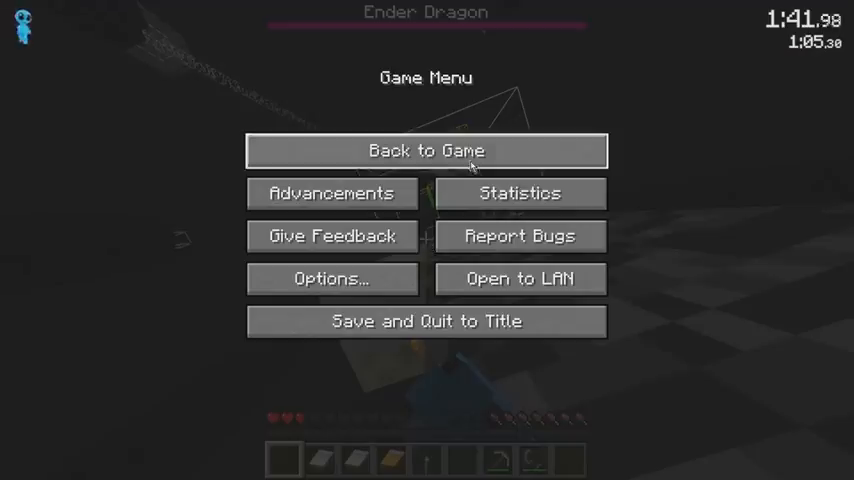 Ender Dragon
1:41.98
1:05.30
Game Menu
Back to Game
Advancements
Statistics
Give Feedback
Report Bugs
Options...
Open to LAN
Save and Quit to Title